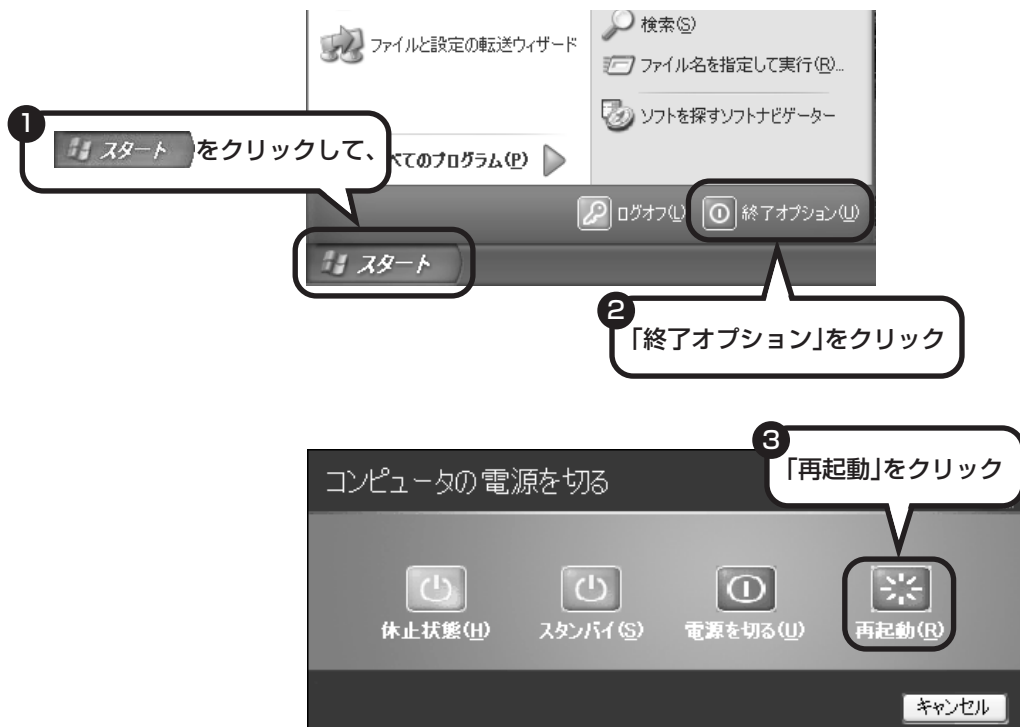 ファイルと設定の転送ウィザード
検索(S)
ファイル名を指定して実行(R)...
ソフトを探すソフトナビゲーター
1
スタート をクリックして、
べてのプログラム(P)
ログオフ(L)
終了オプション(U)
スタート
2
「終了オプション」をクリック
3
「再起動」をクリック
コンピュータの電源を切る
休止状態(H)
スタンバイ(S)
電源を切る(U)
再起動(R)
キャンセル